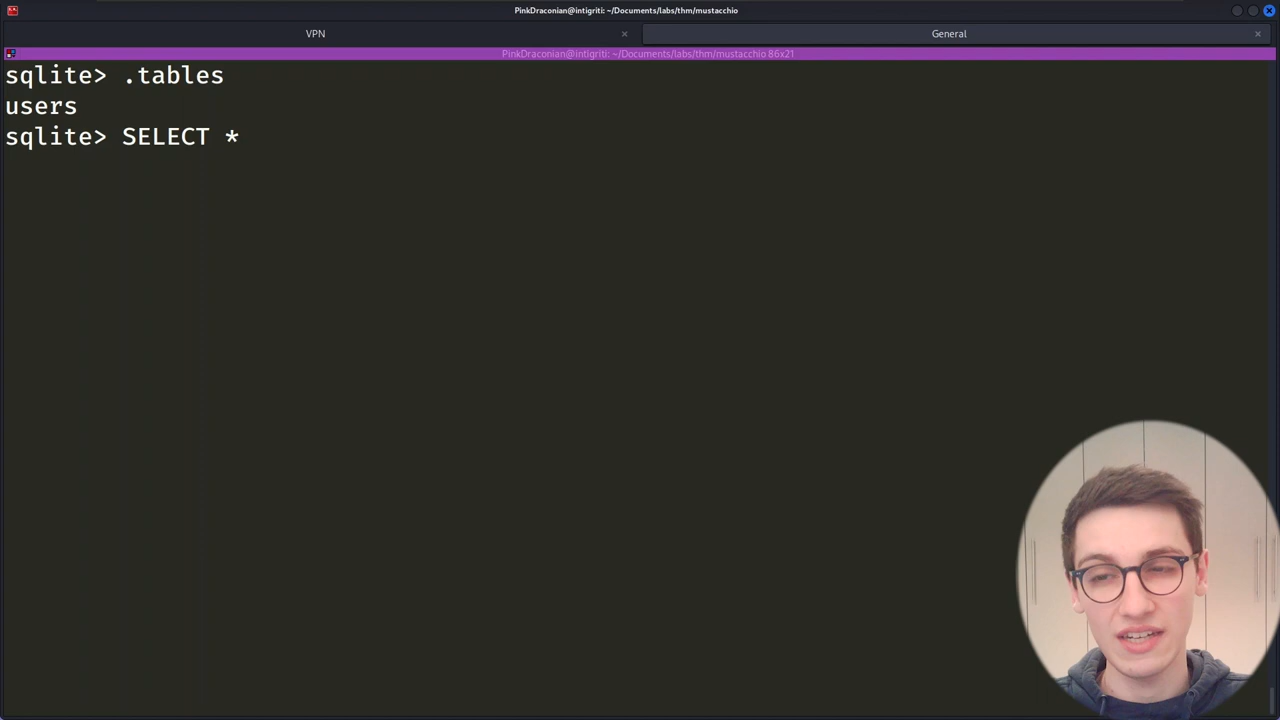 PinkDraconian@intigriti: ~/Documents/labs/thm/mustacchio
VPN
General
PinkDraconian@intigriti: ~/Documents/labs/thm/mustacchio 86x21
sqlite> .tables
users
sqlite> SELECT *